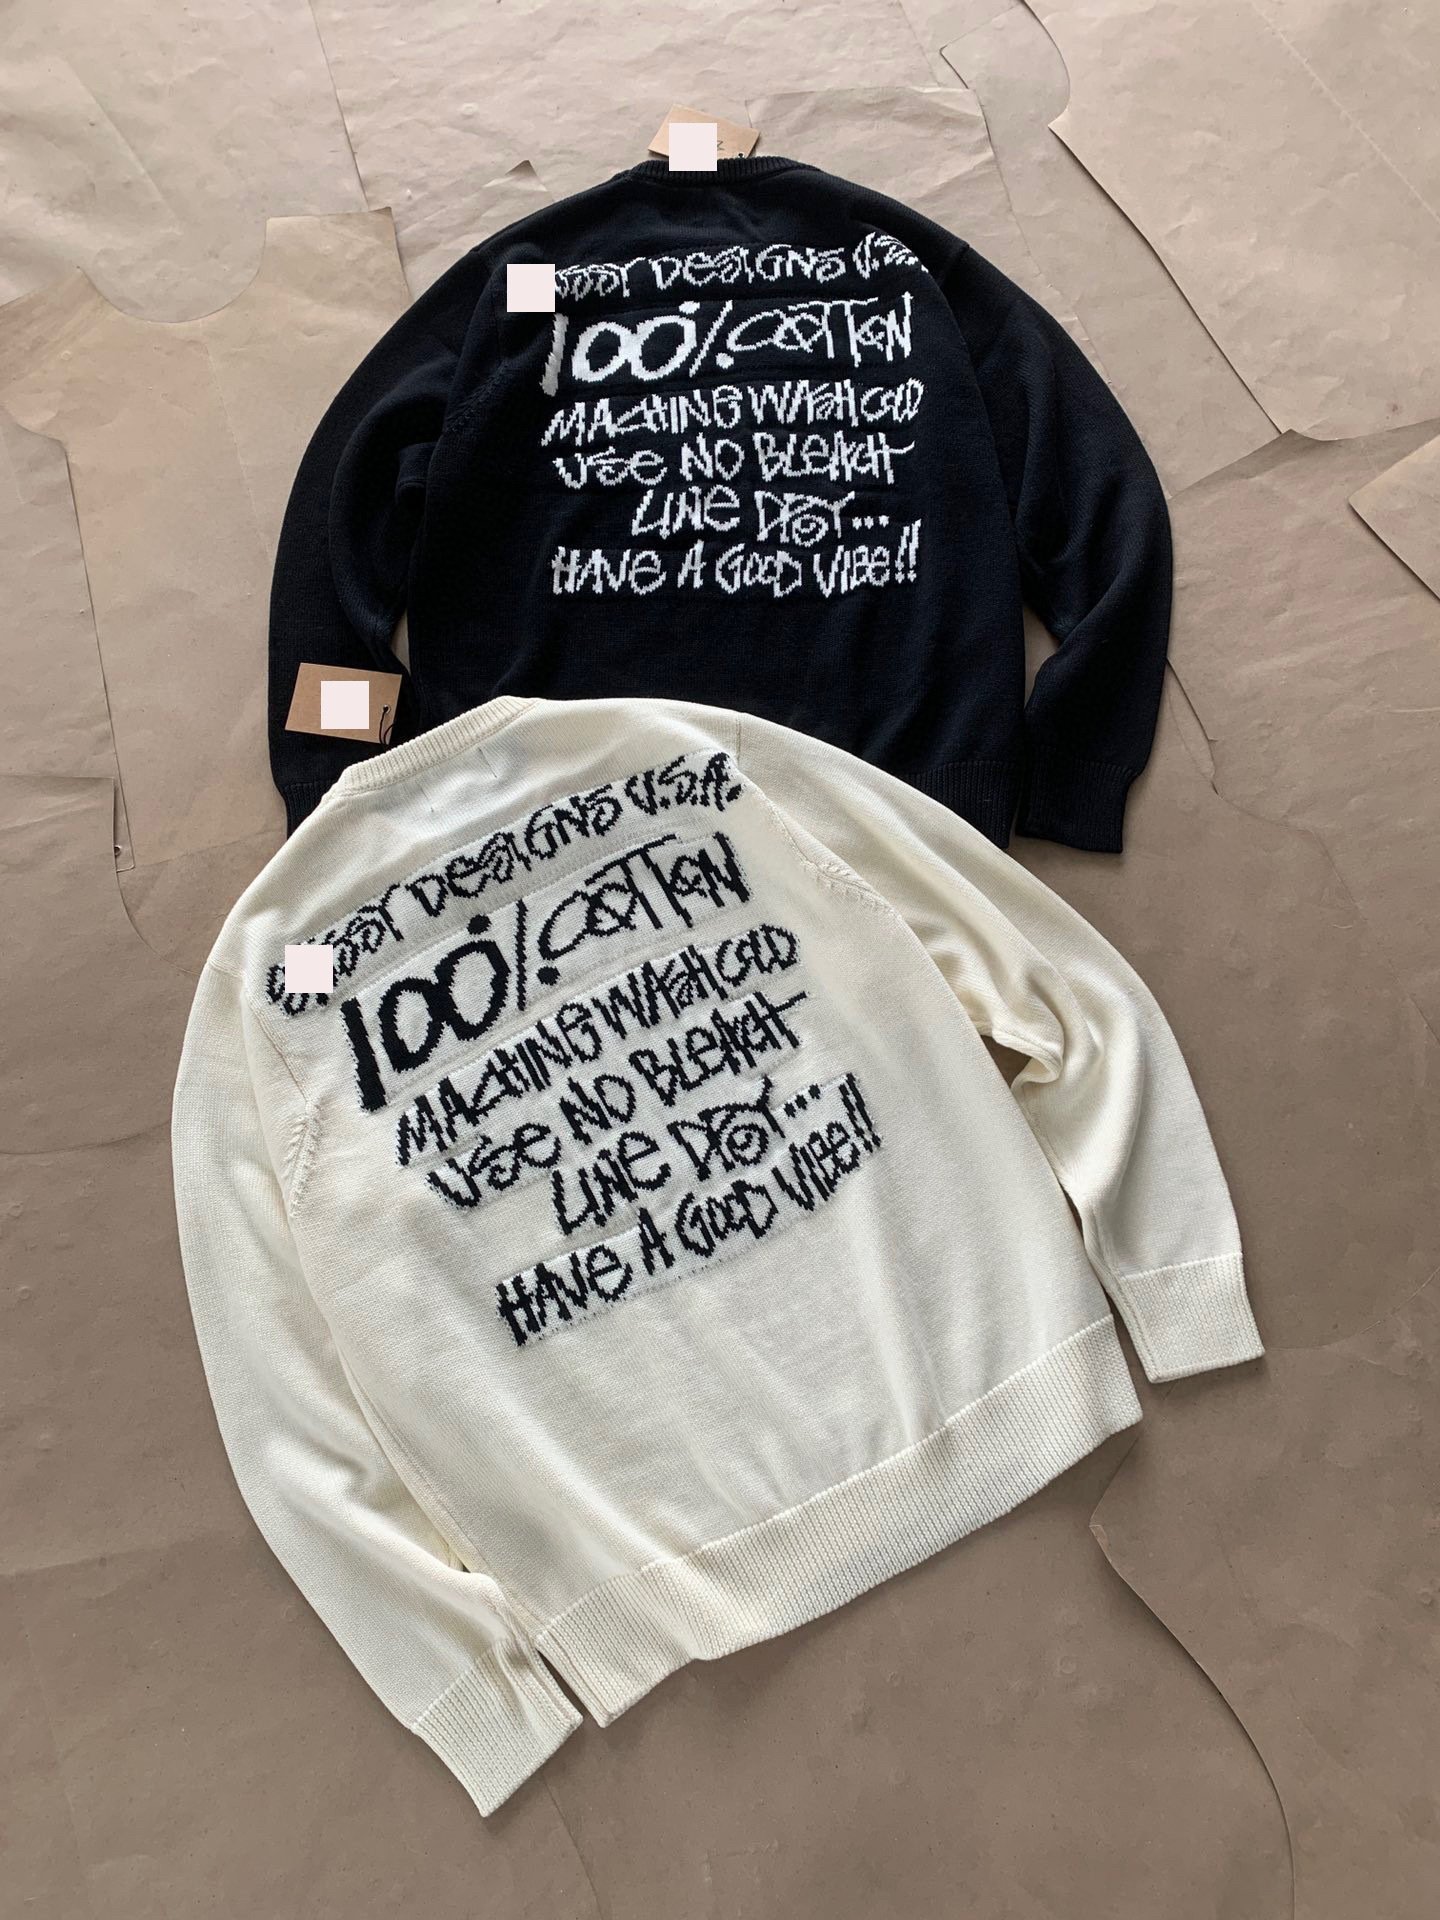 DESIGNS
100% COTTON
MACHINE WASH COLD
USE NO BLEACH
LINE DRY...
HAVE A GOOD VIBE!!
DESIGNS U.S.A.
100% COTTON
MACHINE WASH COLD
USE NO BLEACH
LINE DRY...
HAVE A GOOD VIBE!!